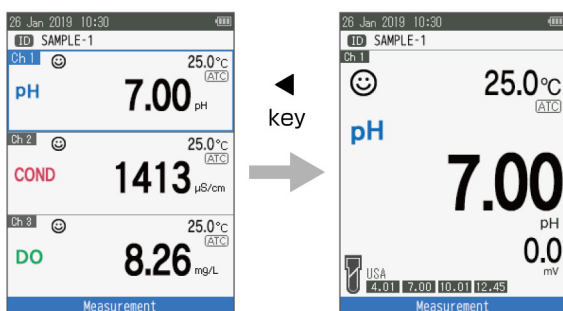 26 Jan 2019 10:30
ID SAMPLE-1
Ch 1
25.0°C
ATC
pH 7.00 pH
Ch 2
25.0°C
ATC
COND 1413 µS/cm
Ch 3
25.0°C
ATC
DO 8.26 mg/L
Measurement
key
26 Jan 2019 10:30
ID SAMPLE-1
Ch 1
25.0°C
ATC
pH
7.00
pH
0.0
mV
USA
4.01 7.00 10.01 12.45
Measurement